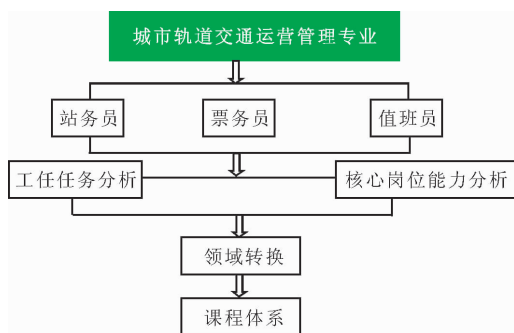 城市轨道交通运营管理专业
站务员
票务员
值班员
工任任务分析
核心岗位能力分析
领域转换
课程体系